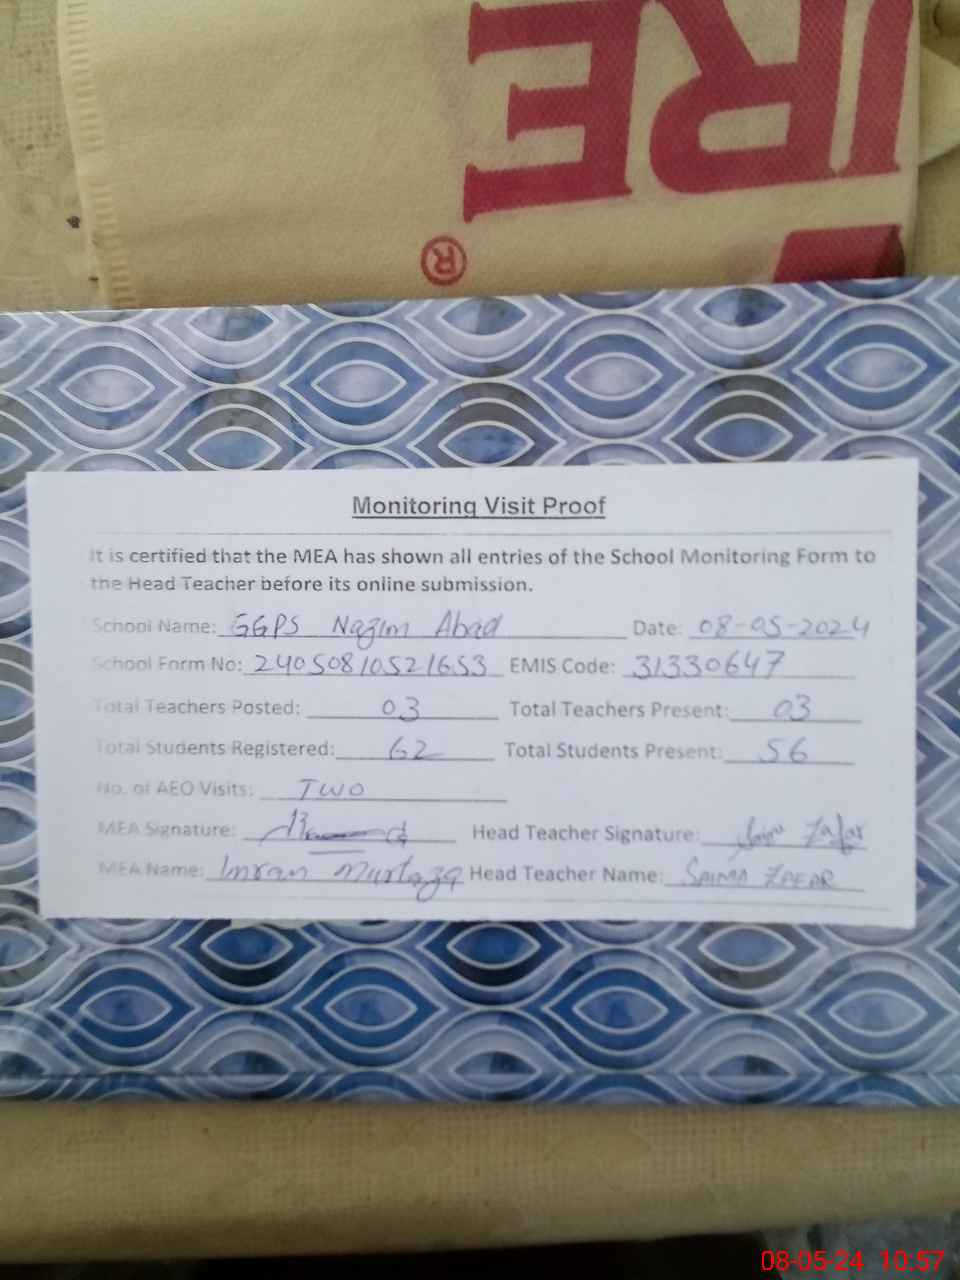 URE
®
Monitoring Visit Proof
It is certified that the MEA has shown all entries of the School Monitoring Form to
the Head Teacher before its online submission.
School Name: GGPS Nazim Abad Date: 08-05-2024
School Form No: 24050810521653 EMIS Code: 31330647
Total Teachers Posted: 03 Total Teachers Present: 03
Total Students Registered: 62 Total Students Present: 56
No. of AEO Visits: TWO
MEA Signature: Head Teacher Signature: Saima Zafar
MEA Name: Imran Murtaza Head Teacher Name: SAIMA ZAFAR
08-05-24 10:57